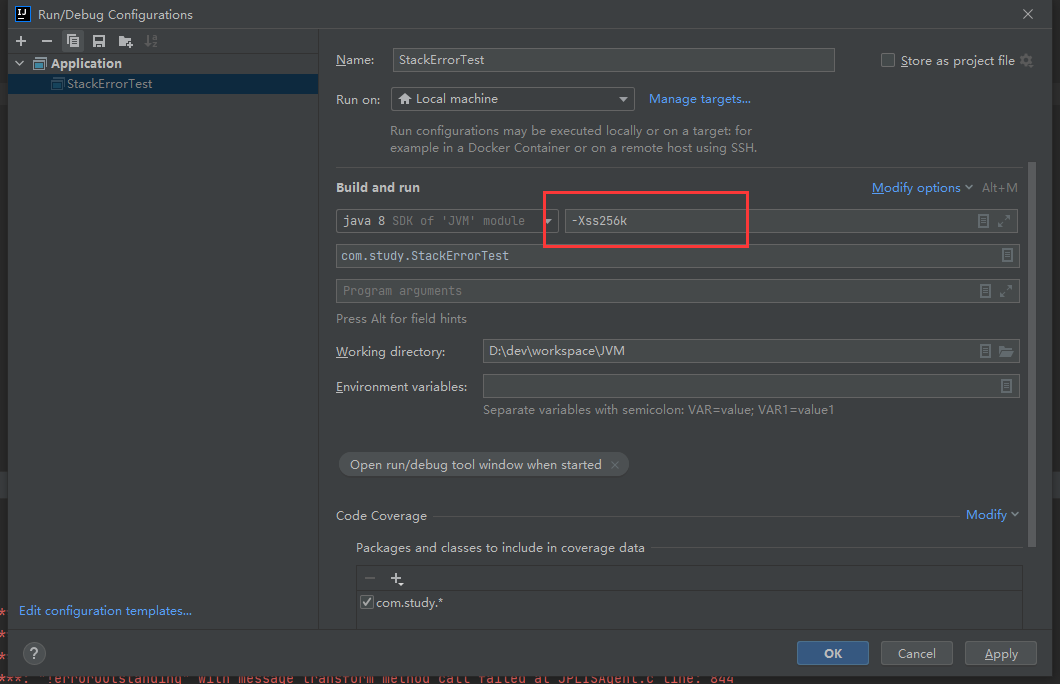 Run/Debug Configurations
Application
StackErrorTest
Name: StackErrorTest
Store as project file
Run on: Local machine
Manage targets...
Run configurations may be executed locally or on a target: for
example in a Docker Container or on a remote host using SSH.
Build and run
Modify options Alt+M
java 8 SDK of 'JVM' module
-Xss256k
com.study.StackErrorTest
Program arguments
Press Alt for field hints
Working directory: D:\dev\workspace\JVM
Environment variables:
Separate variables with semicolon: VAR=value; VAR1=value1
Open run/debug tool window when started
Code Coverage
Modify
Packages and classes to include in coverage data
com.study.*
Edit configuration templates...
?
OK
Cancel
Apply
with message transform method call failed at JPLISAgent.c line: 844